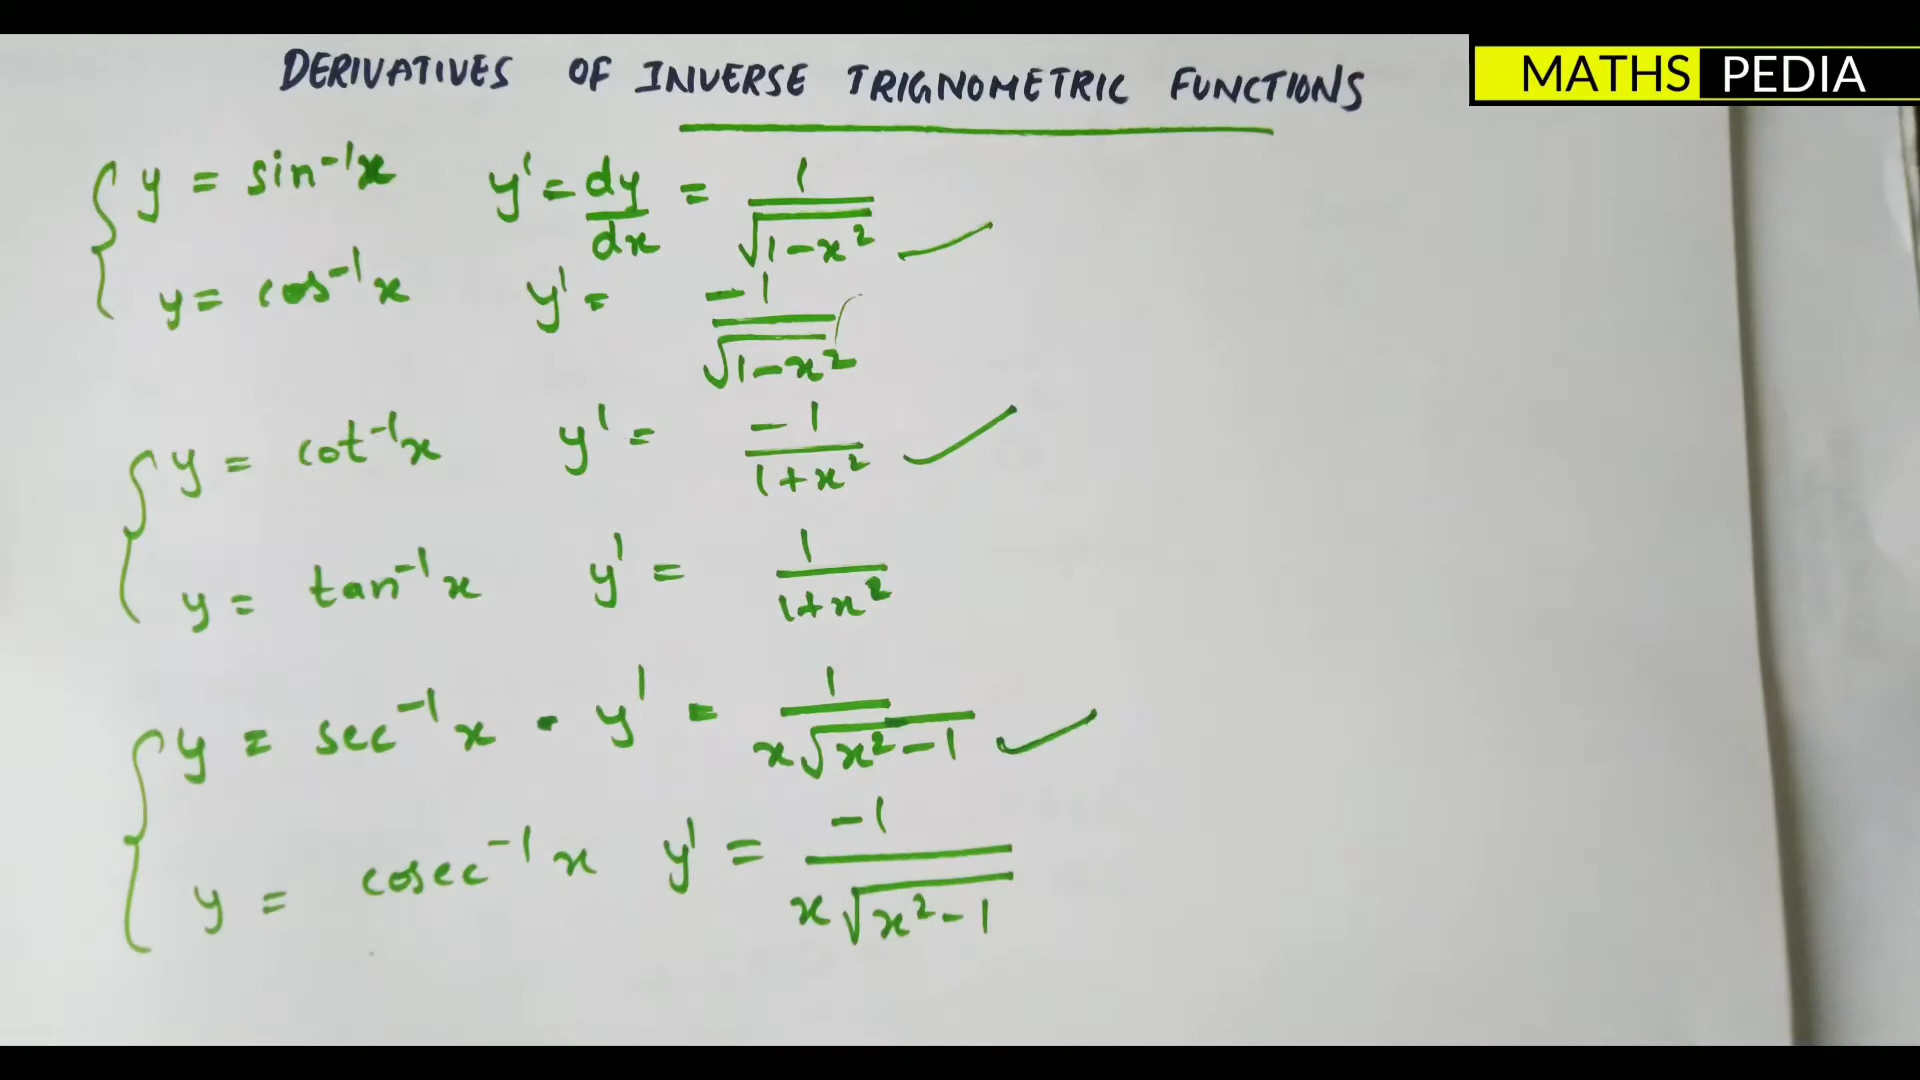 DERIVATIVES OF INVERSE TRIGNOMETRIC FUNCTIONS
MATHS PEDIA
y = sin⁻¹x y' = dy/dx = 1/√(1-x²)
y = cos⁻¹x y' = -1/√(1-x²)
y = cot⁻¹x y' = -1/(1+x²)
y = tan⁻¹x y' = 1/(1+x²)
y = sec⁻¹x - y' = 1/(x√(x²-1))
y = cosec⁻¹x y' = -1/(x√(x²-1))